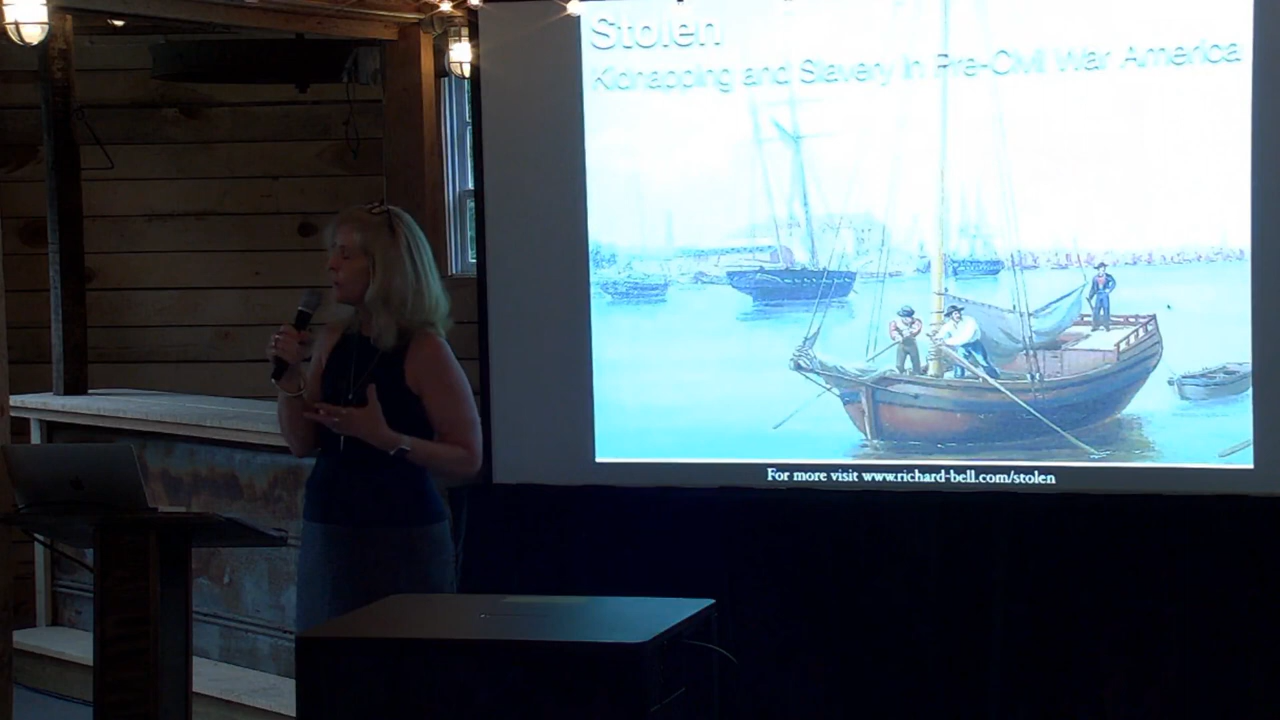 Stolen
Kidnapping and Slavery in Pre-Civil War America
For more visit www.richard-bell.com/stolen